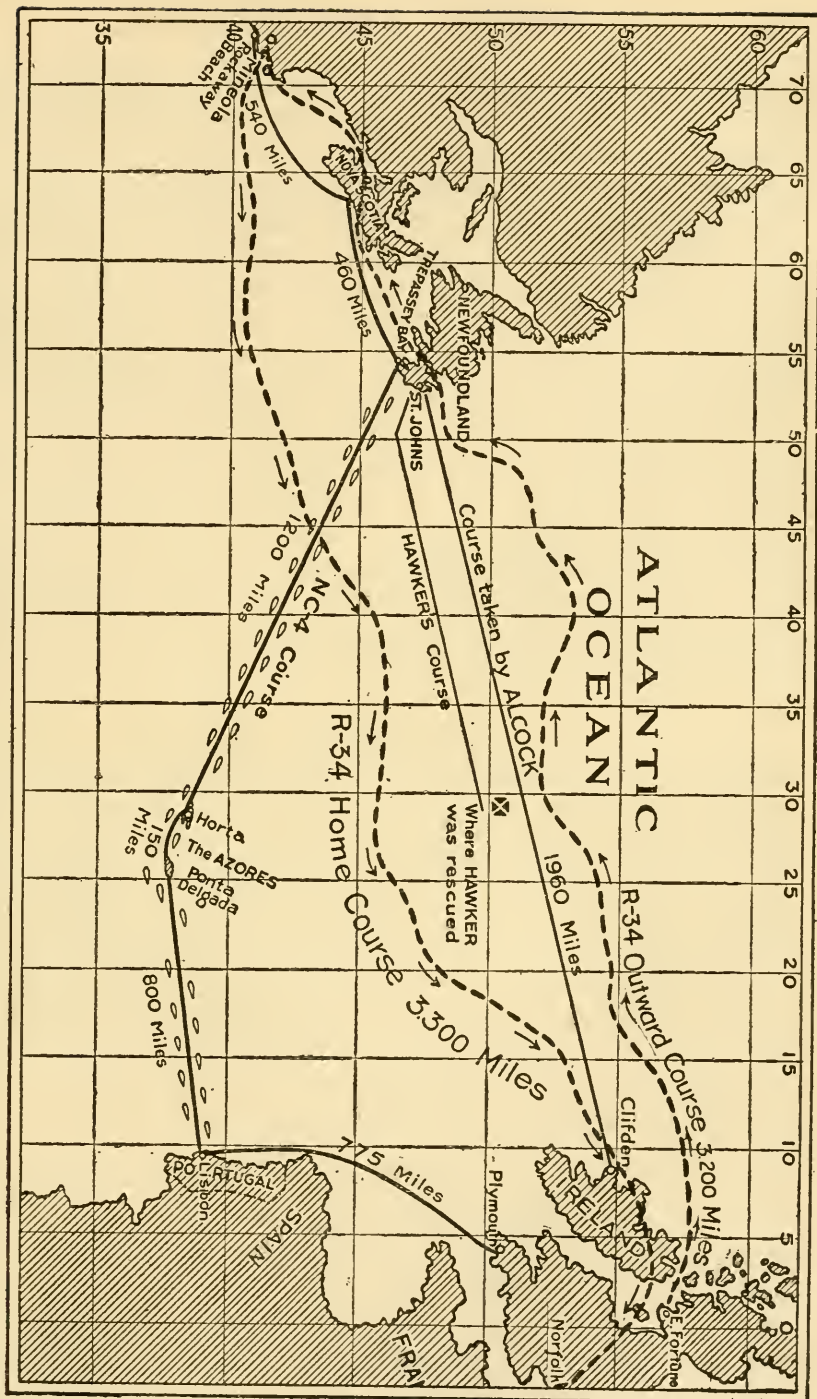 70 65 60 55 50 45 40 35 30 25 20 15 10 5 0
60
55
50
45
40
35
ATLANTIC
OCEAN
R-34 Outward Course 3,200 Miles
NEWFOUNDLAND
TREPASSEY BAY
ST. JOHNS
NOVA SCOTIA
Mineola
Rockaway
Beach
540 Miles
460 Miles
Course taken by ALCOCK
1960 Miles
Clifden
IRELAND
E. Fortune
Norfolk
HAWKER'S Course
Where HAWKER
was rescued
R-34 Home Course 3,300 Miles
NC-4 Course
1200 Miles
Horta
The AZORES
Ponta
Delgada
150
Miles
800 Miles
Lisbon
PORTUGAL
SPAIN
775 Miles
Plymouth
FRA